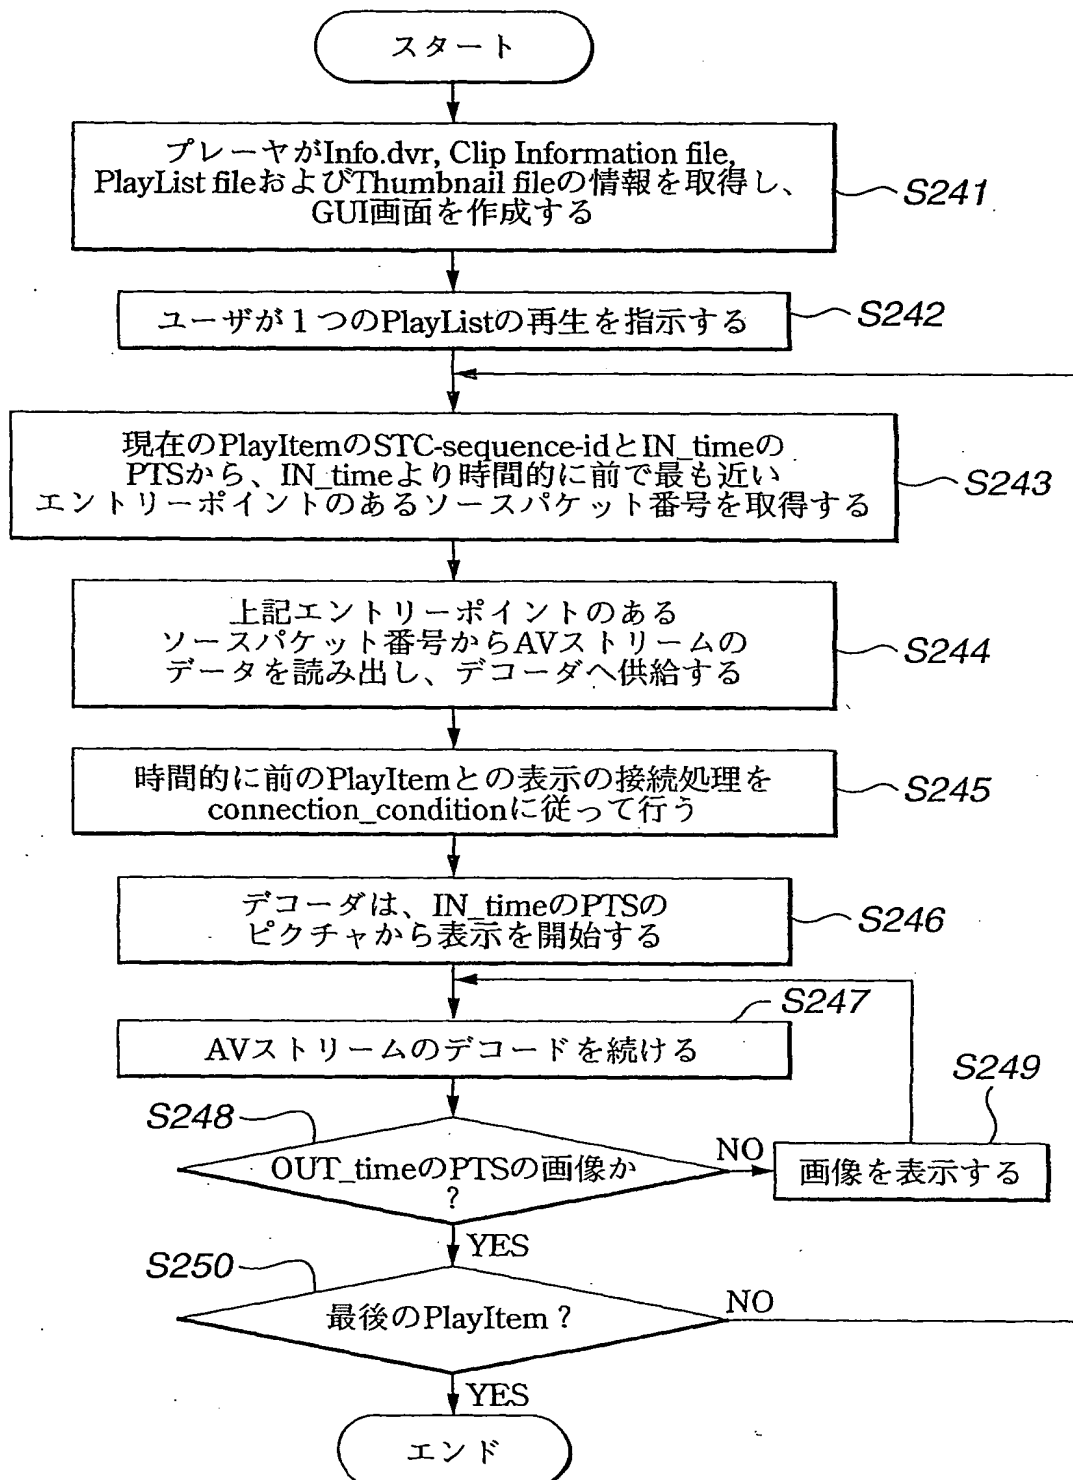 スタート
プレーヤがInfo.dvr, Clip Information file,
PlayList fileおよびThumbnail fileの情報を取得し、
GUI画面を作成する
S241
ユーザが１つのPlayListの再生を指示する
S242
現在のPlayItemのSTC-sequence-idとIN_timeの
PTSから、IN_timeより時間的に前で最も近い
エントリーポイントのあるソースパケット番号を取得する
S243
上記エントリーポイントのある
ソースパケット番号からAVストリームの
データを読み出し、デコーダへ供給する
S244
時間的に前のPlayItemとの表示の接続処理を
connection_conditionに従って行う
S245
デコーダは、IN_timeのPTSの
ピクチャから表示を開始する
S246
S247
AVストリームのデコードを続ける
S249
S248
OUT_timeのPTSの画像か
？
NO
画像を表示する
YES
S250
最後のPlayItem？
NO
YES
エンド